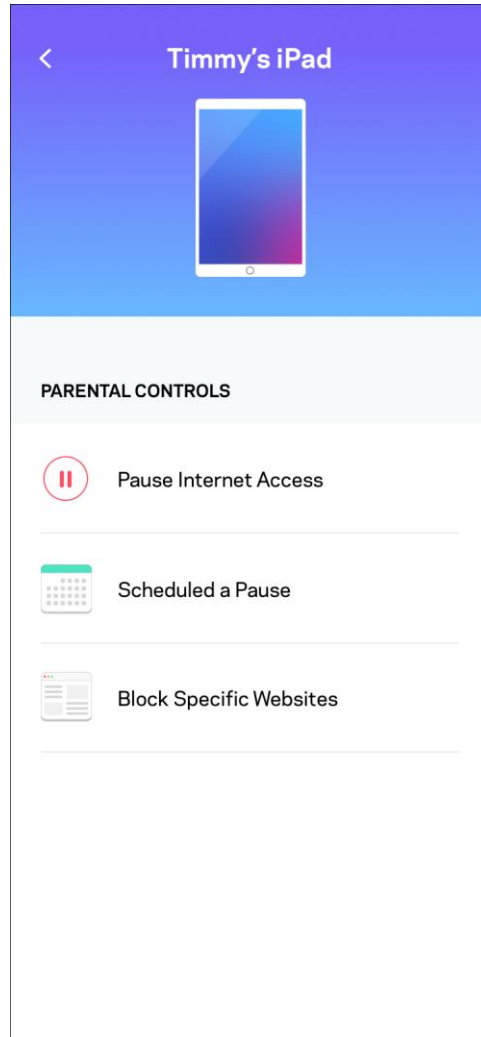 Timmy's iPad
PARENTAL CONTROLS
Pause Internet Access
Scheduled a Pause
Block Specific Websites